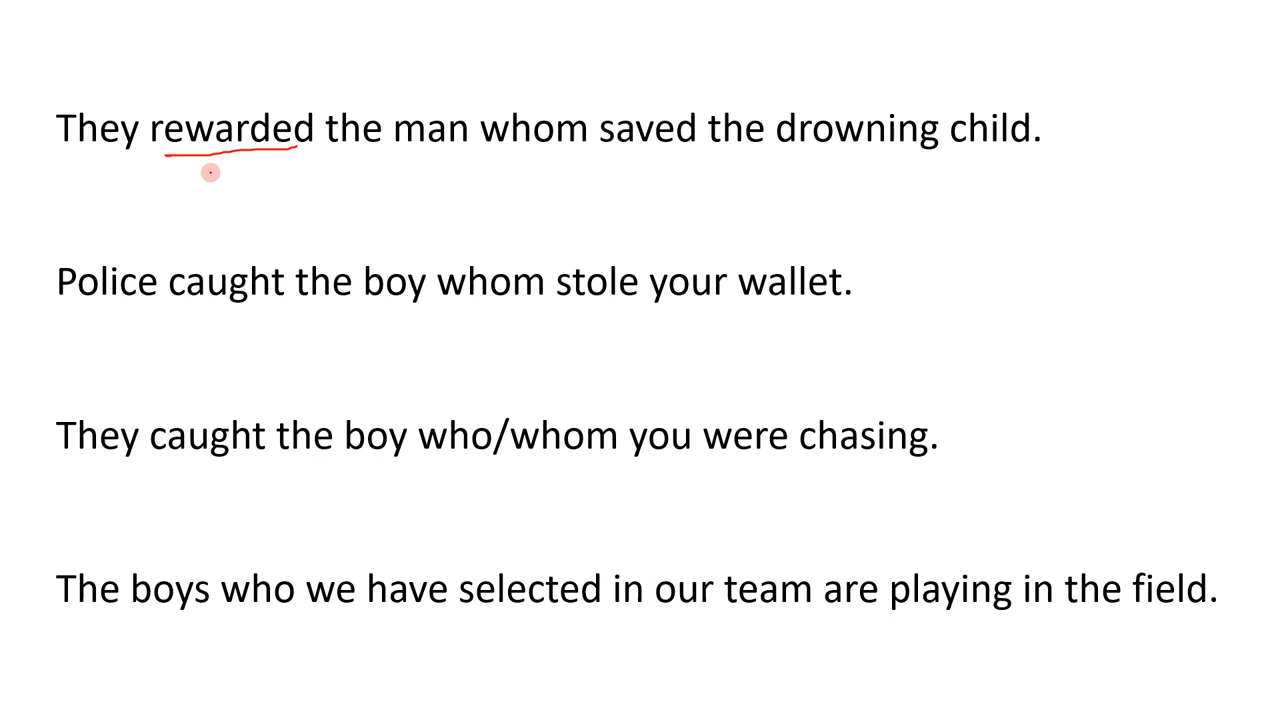 They rewarded the man whom saved the drowning child.
Police caught the boy whom stole your wallet.
They caught the boy who/whom you were chasing.
The boys who we have selected in our team are playing in the field.